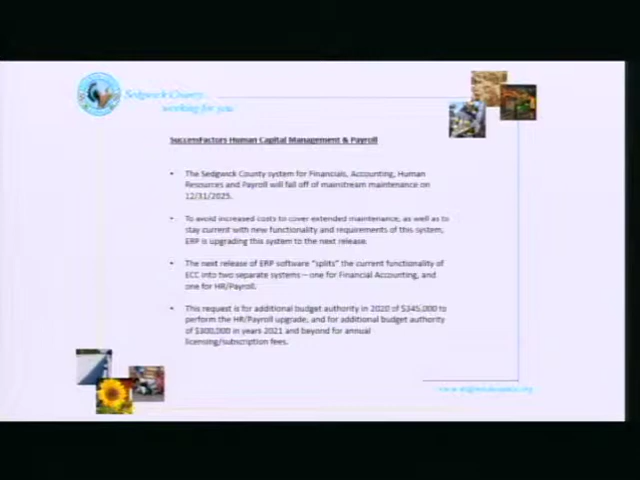 Sedgwick County...
working for you
SuccessFactors Human Capital Management & Payroll
• The Sedgwick County system for Financials, Accounting, Human
Resources and Payroll will fall off of mainstream maintenance on
12/31/2025.
• To avoid increased costs to cover extended maintenance, as well as to
stay current with new functionality and requirements of this system,
ERP is upgrading this system to the next release.
• The next release of ERP software "splits" the current functionality of
ECC into two separate systems – one for Financial Accounting, and
one for HR/Payroll.
• This request is for additional budget authority in 2020 of $345,000 to
perform the HR/Payroll upgrade, and for additional budget authority
of $300,000 in years 2021 and beyond for annual
licensing/subscription fees.